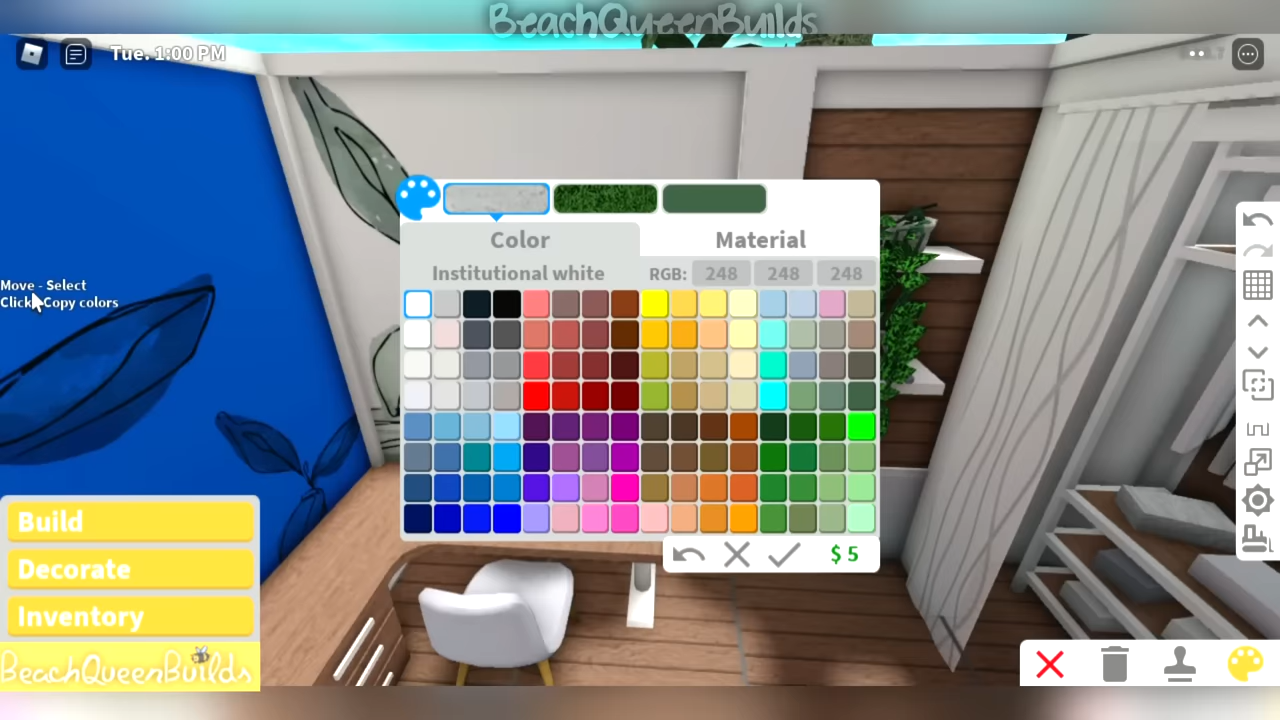 BeachQueenBuilds
Tue. 1:00 PM
Color
Material
Institutional white
RGB: 248 248 248
Move - Select
Click - Copy colors
Build
Decorate
Inventory
$ 5
BeachQueenBuilds